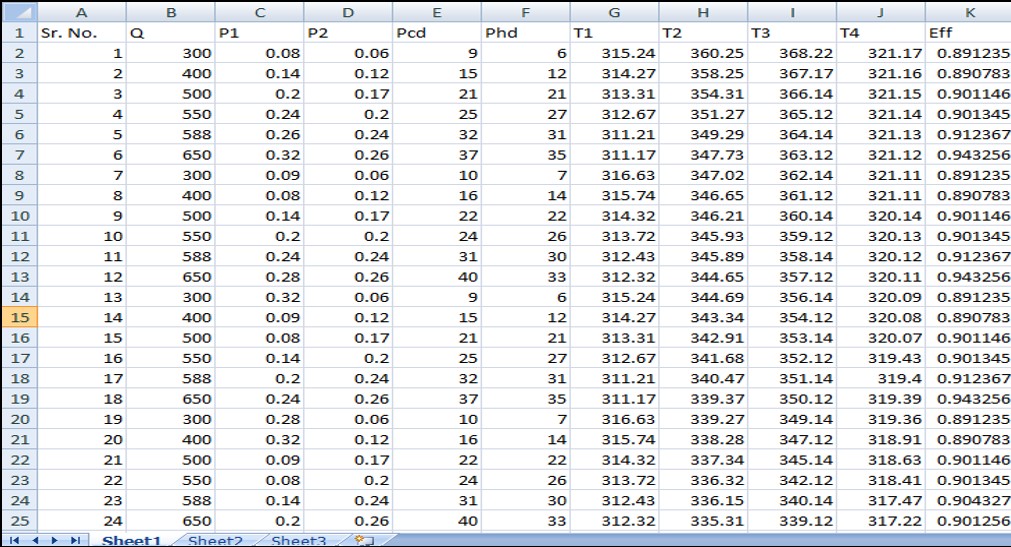 A B C D E F G H I J K
1 Sr. No. Q P1 P2 Pcd Phd T1 T2 T3 T4 Eff
2 1 300 0.08 0.06 9 6 315.24 360.25 368.22 321.17 0.891235
3 2 400 0.14 0.12 15 12 314.27 358.25 367.17 321.16 0.890783
4 3 500 0.2 0.17 21 21 313.31 354.31 366.14 321.15 0.901146
5 4 550 0.24 0.2 25 27 312.67 351.27 365.12 321.14 0.901345
6 5 588 0.26 0.24 32 31 311.21 349.29 364.14 321.13 0.912367
7 6 650 0.32 0.26 37 35 311.17 347.73 363.12 321.12 0.943256
8 7 300 0.09 0.06 10 7 316.63 347.02 362.14 321.11 0.891235
9 8 400 0.08 0.12 16 14 315.74 346.65 361.12 321.11 0.890783
10 9 500 0.14 0.17 22 22 314.32 346.21 360.14 320.14 0.901146
11 10 550 0.2 0.2 24 26 313.72 345.93 359.12 320.13 0.901345
12 11 588 0.24 0.24 31 30 312.43 345.89 358.14 320.12 0.912367
13 12 650 0.28 0.26 40 33 312.32 344.65 357.12 320.11 0.943256
14 13 300 0.32 0.06 9 6 315.24 344.69 356.14 320.09 0.891235
15 14 400 0.09 0.12 15 12 314.27 343.34 354.12 320.08 0.890783
16 15 500 0.08 0.17 21 21 313.31 342.91 353.14 320.07 0.901146
17 16 550 0.14 0.2 25 27 312.67 341.68 352.12 319.43 0.901345
18 17 588 0.2 0.24 32 31 311.21 340.47 351.14 319.4 0.912367
19 18 650 0.24 0.26 37 35 311.17 339.37 350.12 319.39 0.943256
20 19 300 0.28 0.06 10 7 316.63 339.27 349.14 319.36 0.891235
21 20 400 0.32 0.12 16 14 315.74 338.28 347.12 318.91 0.890783
22 21 500 0.09 0.17 22 22 314.32 337.34 345.14 318.63 0.901146
23 22 550 0.08 0.2 24 26 313.72 336.32 342.12 318.41 0.901345
24 23 588 0.14 0.24 31 30 312.43 336.15 340.14 317.47 0.904327
25 24 650 0.2 0.26 40 33 312.32 335.31 339.12 317.22 0.901256
Sheet1 Sheet2 Sheet3